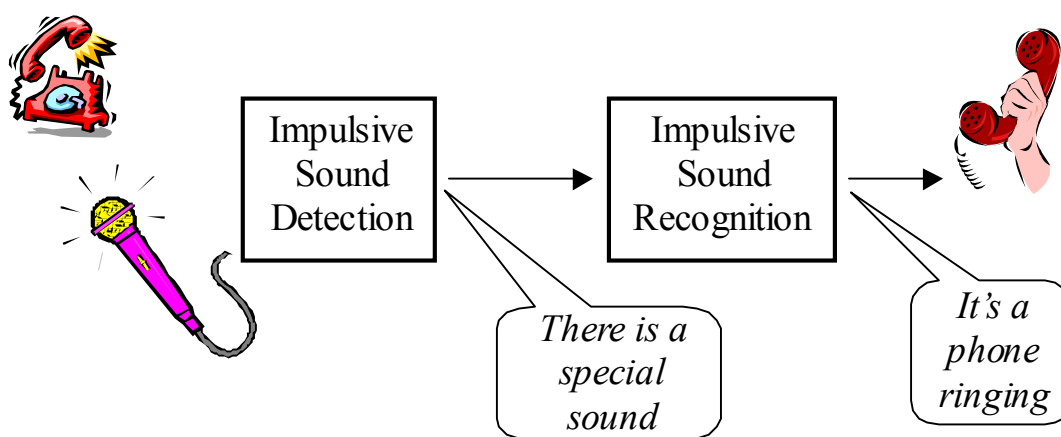 Impulsive
Sound
Detection
Impulsive
Sound
Recognition
There is a
special
sound
It’s a
phone
ringing